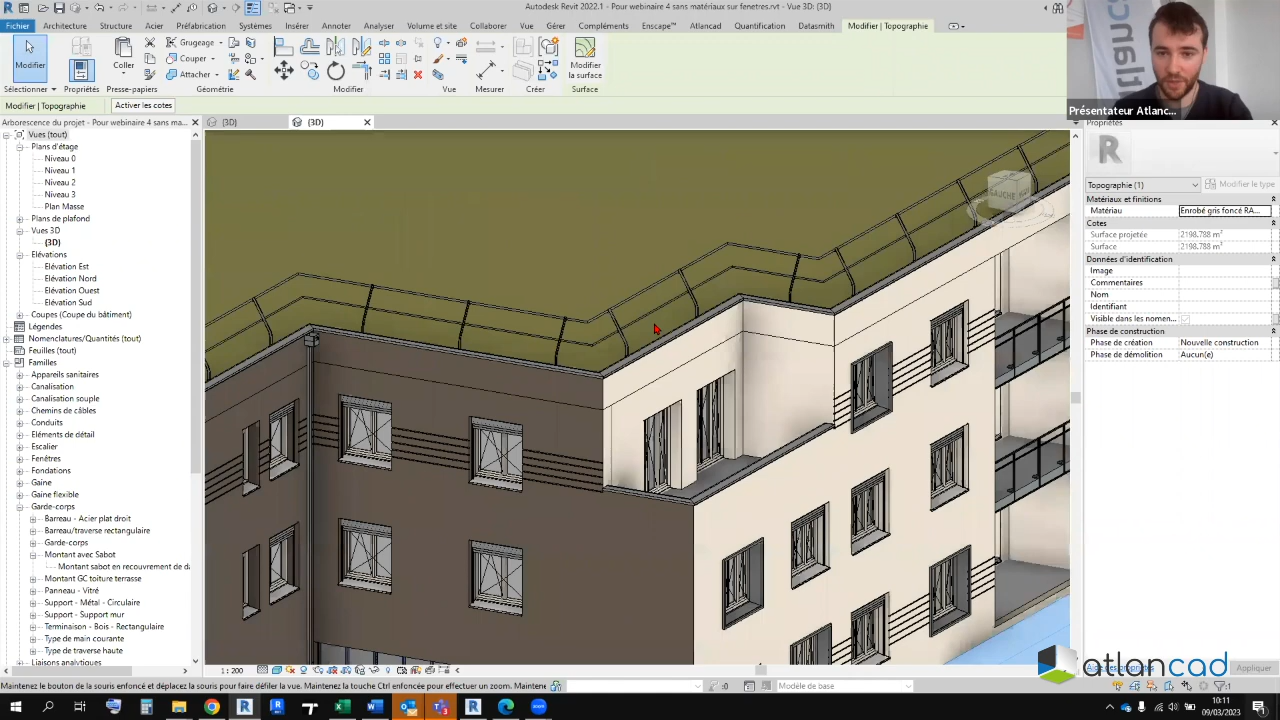 Autodesk Revit 2022.1 - Pour webinaire 4 sans matériaux sur fenetres.rvt - Vue 3D: {3D}
Fichier Architecture Structure Acier Préfabrication Systèmes Insérer Annoter Analyser Volume et site Collaborer Vue Gérer Compléments Enscape™ Atlancad Tools Quantification Datasmith Modifier | Topographie
Modifier
Coller
Grugeage
Couper
Attacher
Modifier la surface
Sélectionner Propriétés Presse-papiers Géométrie Modifier Vue Mesurer Créer Surface
Modifier | Topographie Activer les cotes
Présentateur Atlanc...
Arborescence du projet - Pour webinaire 4 sans ma...
{3D}
{3D}
Propriétés
Vues (tout)
Plans d'étage
Niveau 0
Niveau 1
Niveau 2
Niveau 3
Plan Masse
Plans de plafond
Vues 3D
{3D}
Elévations
Elévation Est
Elévation Nord
Elévation Ouest
Elévation Sud
Coupes (Coupe du bâtiment)
Légendes
Nomenclatures/Quantités (tout)
Feuilles (tout)
Familles
Appareils sanitaires
Canalisation
Canalisation souple
Chemins de câbles
Conduits
Eléments de détail
Escalier
Fenêtres
Fondations
Gaine
Gaine flexible
Garde-corps
Barreau - Acier plat droit
Barreau/traverse rectangulaire
Garde-corps
Montant avec Sabot
Montant sabot en recouvrement de da
Montant GC toiture terrasse
Panneau - Vitré
Support - Métal - Circulaire
Support - Support mur
Terminaison - Bois - Rectangulaire
Type de main courante
Type de traverse haute
Liaisons analytiques
GAUCHE
R
Topographie (1) Modifier le type
Matériaux et finitions
Matériau Enrobé gris foncé RA...
Cotes
Surface projetée 2198.788 m²
Surface 2198.788 m²
Données d'identification
Image
Commentaires
Nom
Identifiant
Visible dans les nomen...
Phase de construction
Phase de création Nouvelle construction
Phase de démolition Aucun(e)
Aide des propriétés Appliquer
atlancad
1 : 200
Maintenez le bouton de la souris enfoncé et déplacez la souris pour faire défiler la vue. Maintenez la touche Ctrl enfoncée pour effectuer un zoom. Maintene
:0 Modèle de base :1
zoom
10:11
09/03/2023